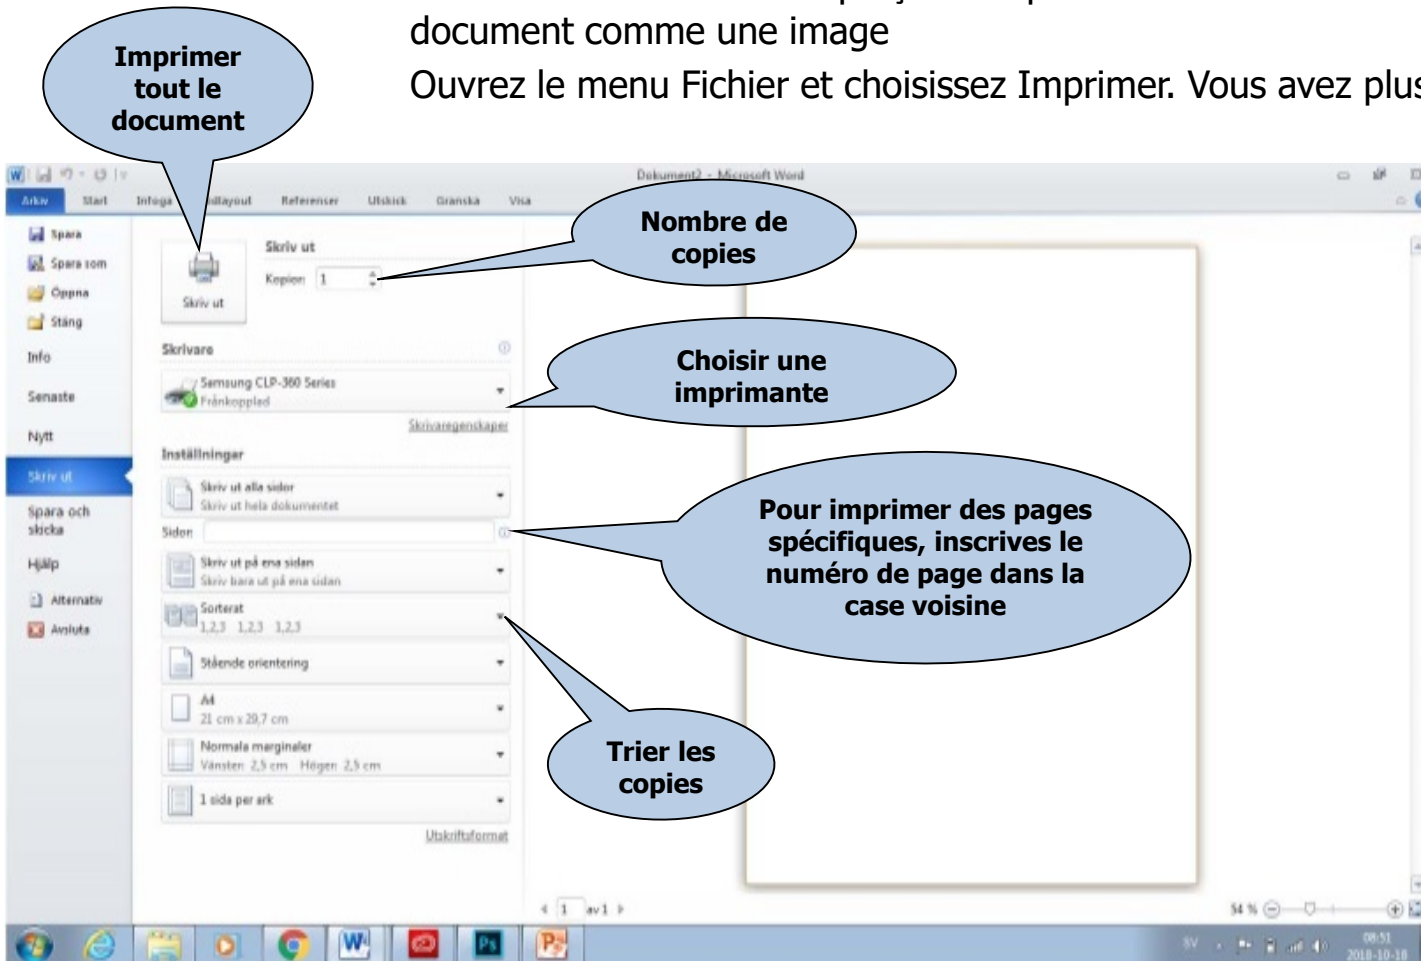 document comme une image
Ouvrez le menu Fichier et choisissez Imprimer. Vous avez plus
Imprimer
tout le
document
Dokument2 - Microsoft Word
Arkiv Start Infoga Referenser Utskick Granska Visa
Nombre de
copies
Spara
Spara som
Öppna
Stäng
Info
Senaste
Nytt
Skriv ut
Spara och
skicka
Hjälp
Alternativ
Avsluta
Skriv ut
Kopior: 1
Skriv ut
Skrivare
Samsung CLP-360 Series
Frånkopplad
Skrivaregenskaper
Choisir une
imprimante
Inställningar
Skriv ut alla sidor
Skriv ut hela dokumentet
Sidor:
Skriv ut på ena sidan
Skriv bara ut på ena sidan
Sorterat
1,2,3 1,2,3 1,2,3
Stående orientering
A4
21 cm x 29,7 cm
Normala marginaler
Vänster: 2,5 cm Höger: 2,5 cm
1 sida per ark
Utskriftsformat
Pour imprimer des pages
spécifiques, inscrives le
numéro de page dans la
case voisine
Trier les
copies
1 av 1
54 %
SV
08:51
2018-10-18